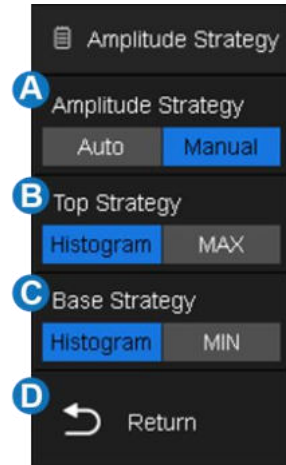 Amplitude Strategy
A
Amplitude Strategy
Auto Manual
B
Top Strategy
Histogram MAX
C
Base Strategy
Histogram MIN
D
Return